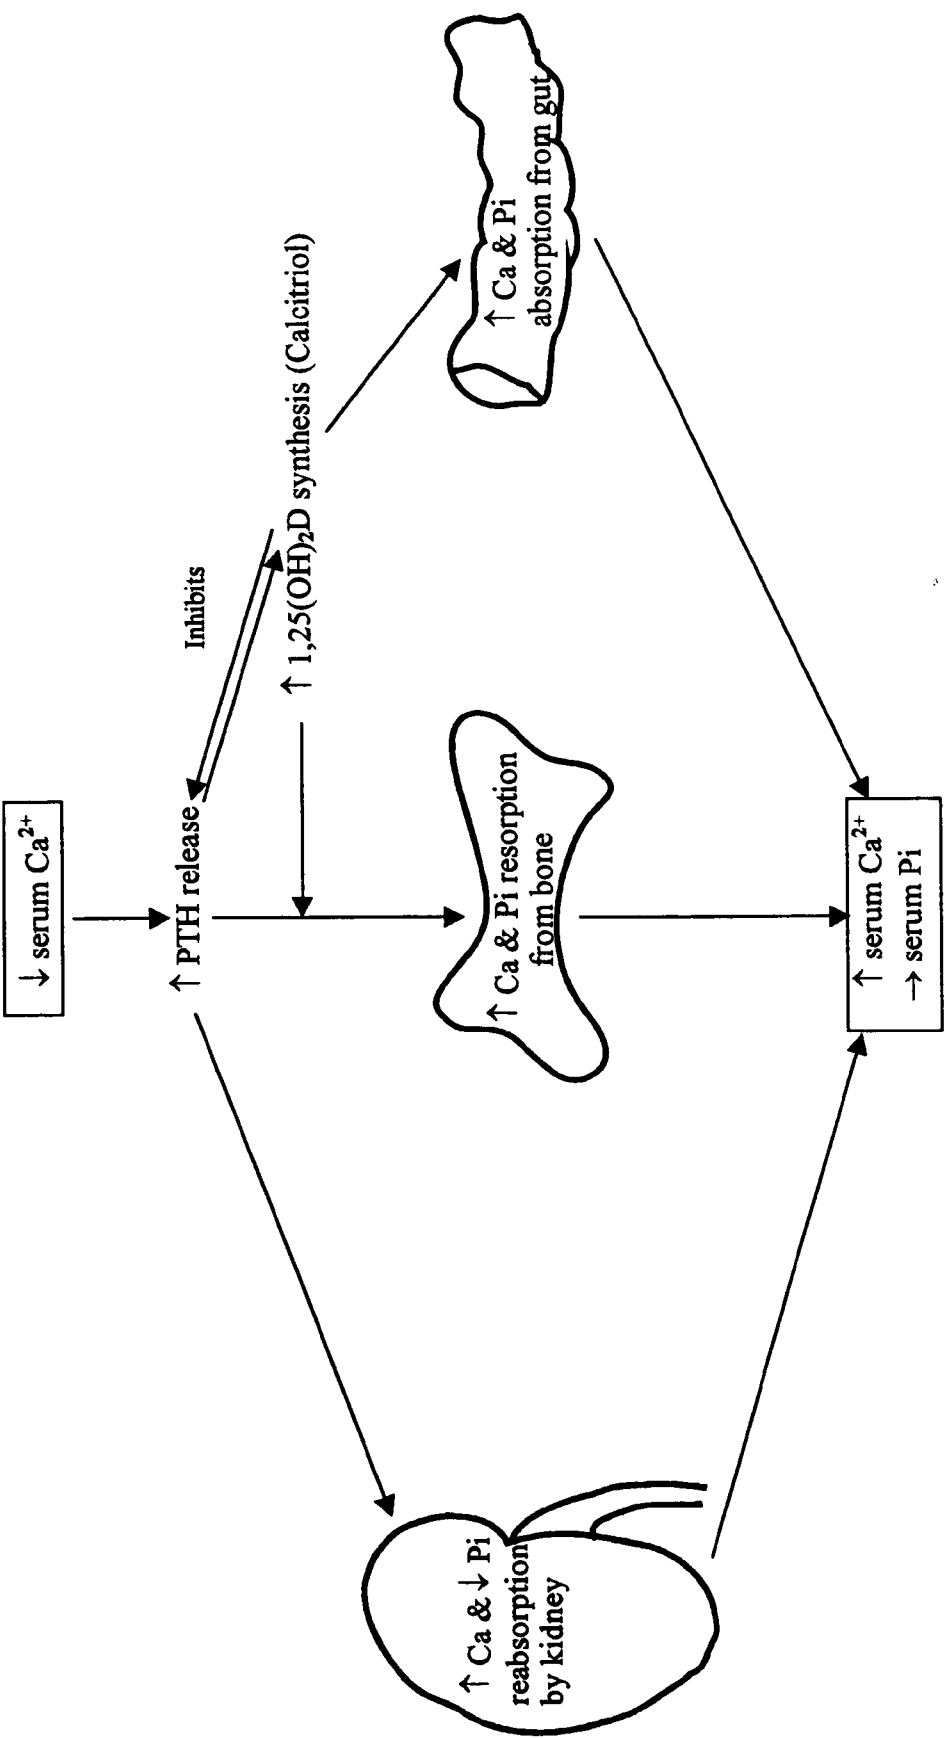 ↓ serum Ca²⁺
↑ PTH release
Inhibits
↑ 1,25(OH)₂D synthesis (Calcitriol)
↑ Ca & ↓ Pi
reabsorption
by kidney
↑ Ca & Pi resorption
from bone
↑ Ca & Pi
absorption from gut
↑ serum Ca²⁺
→ serum Pi